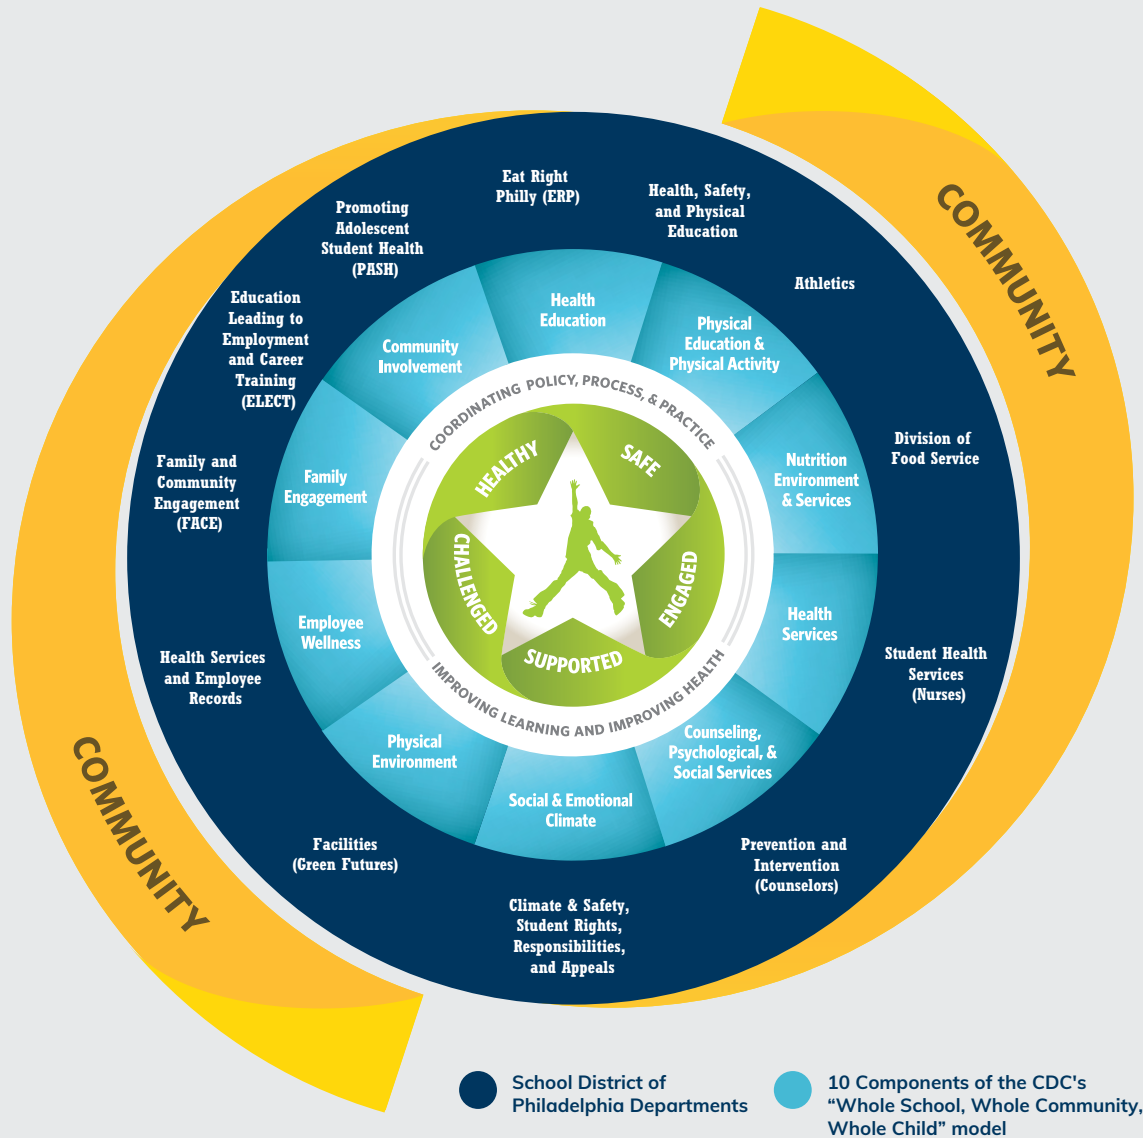 COMMUNITY
Eat Right
Philly (ERP)
Health, Safety,
and Physical
Education
Athletics
Division of
Food Service
Student Health
Services
(Nurses)
Prevention and
Intervention
(Counselors)
Climate & Safety,
Student Rights,
Responsibilities,
and Appeals
Facilities
(Green Futures)
Health Services
and Employee
Records
Family and
Community
Engagement
(FACE)
Education
Leading to
Employment
and Career
Training
(ELECT)
Promoting
Adolescent
Student Health
(PASH)
Health
Education
Physical
Education &
Physical Activity
Nutrition
Environment
& Services
Health
Services
Counseling,
Psychological, &
Social Services
Social & Emotional
Climate
Physical
Environment
Employee
Wellness
Family
Engagement
Community
Involvement
COORDINATING POLICY, PROCESS, & PRACTICE
IMPROVING LEARNING AND IMPROVING HEALTH
HEALTHY
SAFE
ENGAGED
SUPPORTED
CHALLENGED
COMMUNITY
School District of
Philadelphia Departments
10 Components of the CDC's
“Whole School, Whole Community,
Whole Child” model